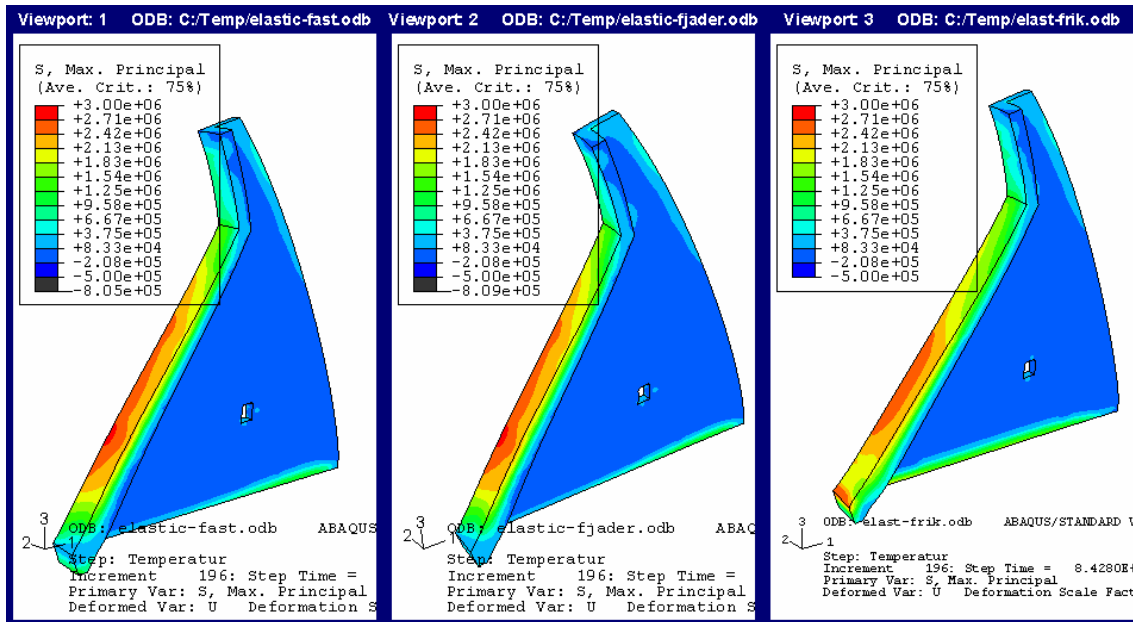 Viewport: 1 ODB: C:/Temp/elastic-fast.odb
S, Max. Principal
(Ave. Crit.: 75%)
+3.00e+06
+2.71e+06
+2.42e+06
+2.13e+06
+1.83e+06
+1.54e+06
+1.25e+06
+9.58e+05
+6.67e+05
+3.75e+05
+8.33e+04
-2.08e+05
-5.00e+05
-8.05e+05
3
2
1
ODB: elastic-fast.odb ABAQUS
Step: Temperatur
Increment 196: Step Time =
Primary Var: S, Max. Principal
Deformed Var: U Deformation S
Viewport: 2 ODB: C:/Temp/elastic-fjader.odb
S, Max. Principal
(Ave. Crit.: 75%)
+3.00e+06
+2.71e+06
+2.42e+06
+2.13e+06
+1.83e+06
+1.54e+06
+1.25e+06
+9.58e+05
+6.67e+05
+3.75e+05
+8.33e+04
-2.08e+05
-5.00e+05
-8.09e+05
3
2
1
ODB: elastic-fjader.odb ABAQ
Step: Temperatur
Increment 196: Step Time =
Primary Var: S, Max. Principal
Deformed Var: U Deformation S
Viewport: 3 ODB: C:/Temp/elast-frik.odb
S, Max. Principal
(Ave. Crit.: 75%)
+3.00e+06
+2.71e+06
+2.42e+06
+2.13e+06
+1.83e+06
+1.54e+06
+1.25e+06
+9.58e+05
+6.67e+05
+3.75e+05
+8.33e+04
-2.08e+05
-5.00e+05
3
2
1
ODB: elast-frik.odb ABAQUS/STANDARD V
Step: Temperatur
Increment 196: Step Time = 8.4280E+
Primary Var: S, Max. Principal
Deformed Var: U Deformation Scale Fact